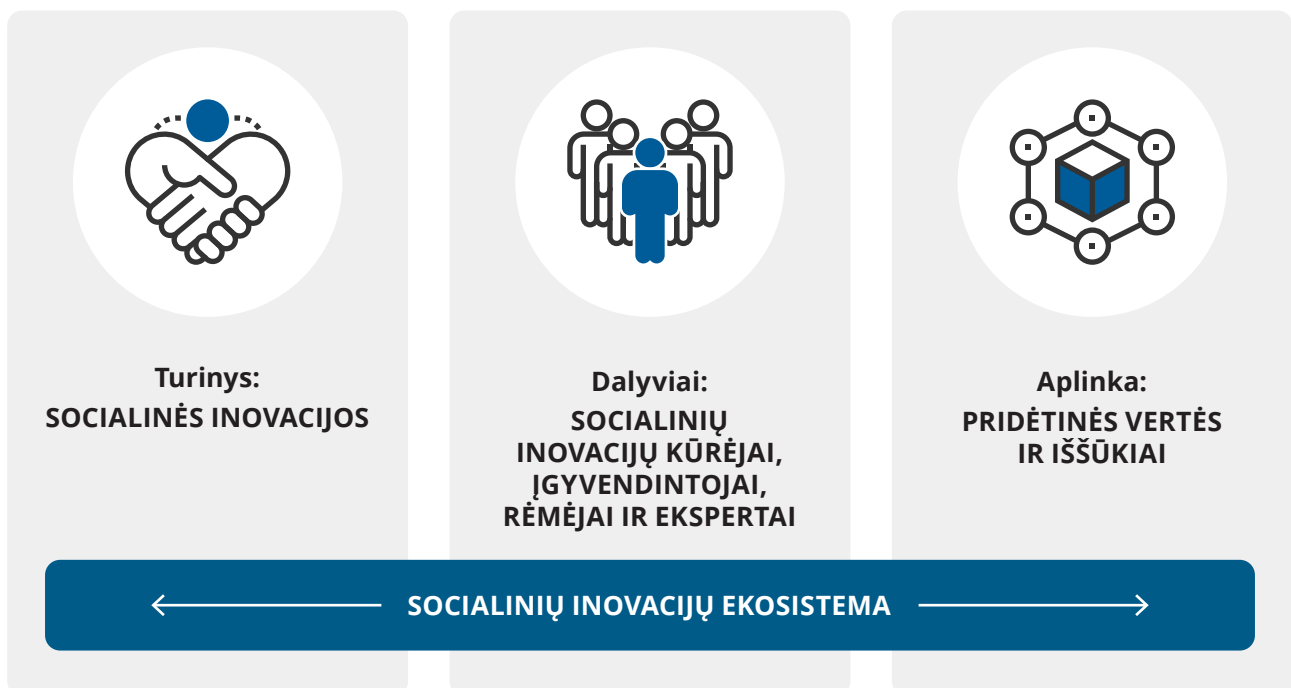 Turinys:
SOCIALINĖS INOVACIJOS
Dalyviai:
SOCIALINIŲ
INOVACIJŲ KŪRĖJAI,
ĮGYVENDINTOJAI,
RĖMĖJAI IR EKSPERTAI
Aplinka:
PRIDĖTINĖS VERTĖS
IR IŠŠŪKIAI
SOCIALINIŲ INOVACIJŲ EKOSISTEMA